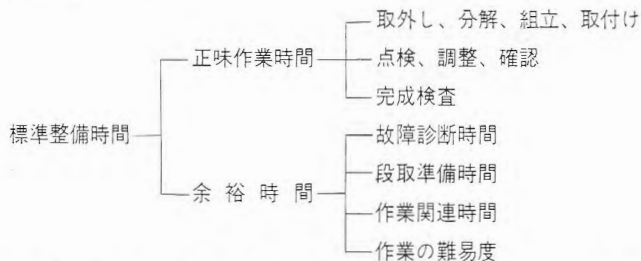 取外し、分解、組立、取付け
正味作業時間
点検、調整、確認
完成検査
標準整備時間
故障診断時間
段取準備時間
余裕時間
作業関連時間
作業の難易度